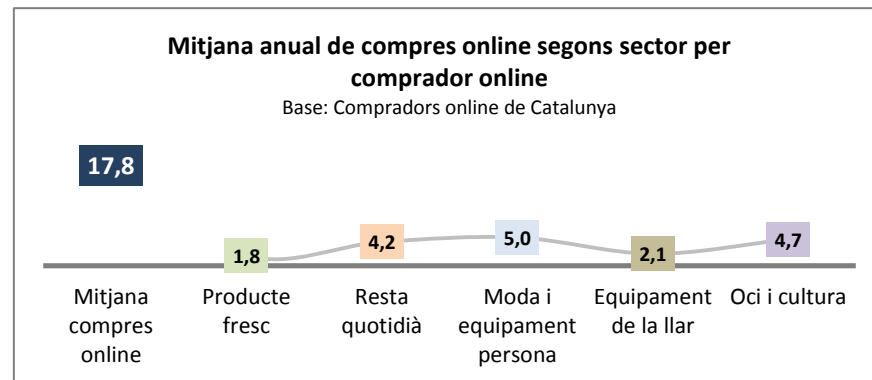 Mitjana anual de compres online segons sector per
comprador online
Base: Compradors online de Catalunya
17,8
1,8
4,2
5,0
2,1
4,7
Mitjana
compres
online
Producte
fresc
Resta
quotidià
Moda i
equipament
persona
Equipament
de la llar
Oci i cultura